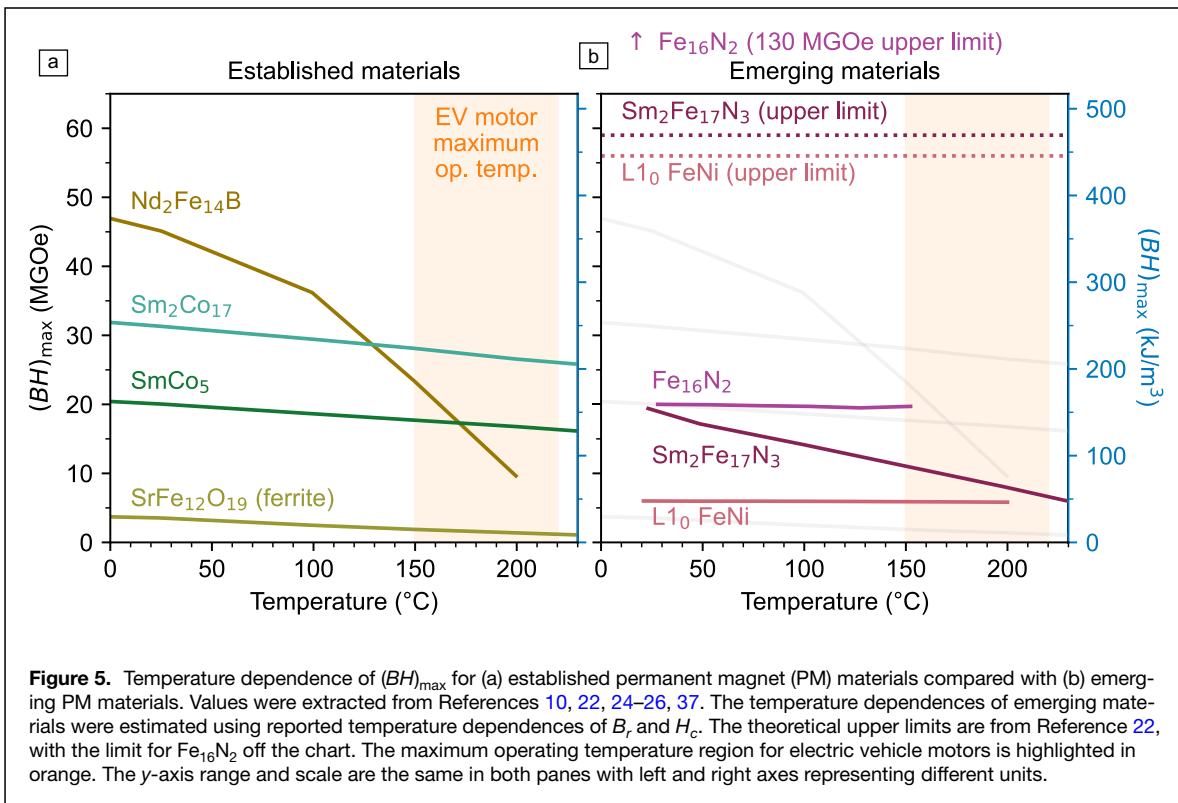 a
Established materials
EV motor
maximum
op. temp.
Nd₂Fe₁₄B
Sm₂Co₁₇
SmCo₅
SrFe₁₂O₁₉ (ferrite)
(BH)max (MGOe)
60
50
40
30
20
10
0
0 50 100 150 200
Temperature (°C)
↑ Fe₁₆N₂ (130 MGOe upper limit)
b
Emerging materials
Sm₂Fe₁₇N₃ (upper limit)
L1₀ FeNi (upper limit)
Fe₁₆N₂
Sm₂Fe₁₇N₃
L1₀ FeNi
500
400
300
200
100
0
(BH)max (kJ/m³)
0 50 100 150 200
Temperature (°C)
Figure 5. Temperature dependence of (BH)max for (a) established permanent magnet (PM) materials compared with (b) emerg-
ing PM materials. Values were extracted from References 10, 22, 24–26, 37. The temperature dependences of emerging mate-
rials were estimated using reported temperature dependences of Br and Hc. The theoretical upper limits are from Reference 22,
with the limit for Fe₁₆N₂ off the chart. The maximum operating temperature region for electric vehicle motors is highlighted in
orange. The y-axis range and scale are the same in both panes with left and right axes representing different units.